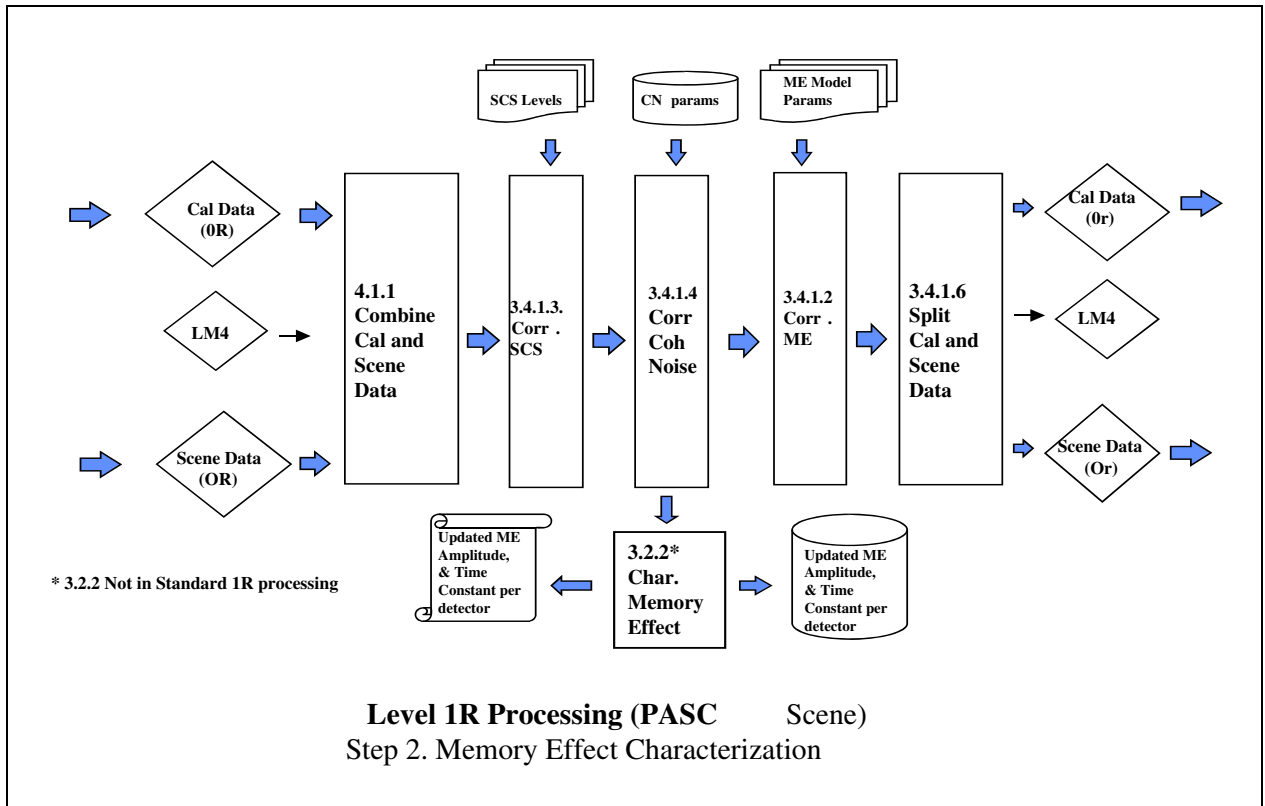 SCS Levels
CN params
ME Model
Params
Cal Data
(0R)
LM4
Scene Data
(OR)
4.1.1
Combine
Cal and
Scene
Data
3.4.1.3.
Corr .
SCS
3.4.1.4
Corr
Coh
Noise
3.4.1.2
Corr .
ME
3.4.1.6
Split
Cal and
Scene
Data
Cal Data
(0r)
LM4
Scene Data
(Or)
Updated ME
Amplitude,
& Time
Constant per
detector
3.2.2*
Char.
Memory
Effect
Updated ME
Amplitude,
& Time
Constant per
detector
* 3.2.2 Not in Standard 1R processing
Level 1R Processing (PASC Scene)
Step 2. Memory Effect Characterization